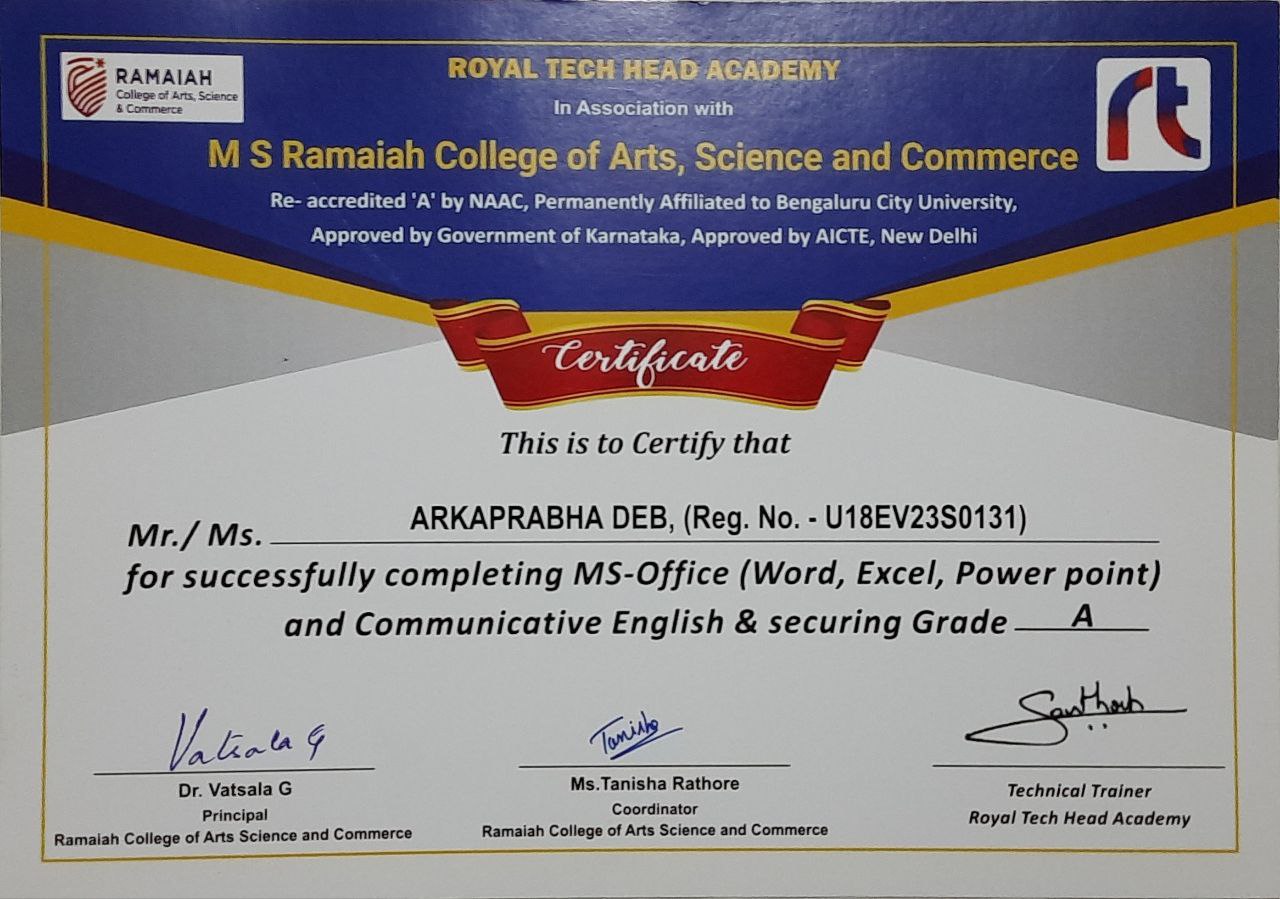 RAMAIAH
College of Arts, Science
& Commerce
ROYAL TECH HEAD ACADEMY
In Association with
M S Ramaiah College of Arts, Science and Commerce
Re- accredited 'A' by NAAC, Permanently Affiliated to Bengaluru City University,
Approved by Government of Karnataka, Approved by AICTE, New Delhi
rt
Certificate
This is to Certify that
Mr./ Ms. ARKAPRABHA DEB, (Reg. No. - U18EV23S0131)
for successfully completing MS-Office (Word, Excel, Power point)
and Communicative English & securing Grade A
Vatsala G
Tanisha
Santhosh
Dr. Vatsala G
Principal
Ramaiah College of Arts Science and Commerce
Ms.Tanisha Rathore
Coordinator
Ramaiah College of Arts Science and Commerce
Technical Trainer
Royal Tech Head Academy